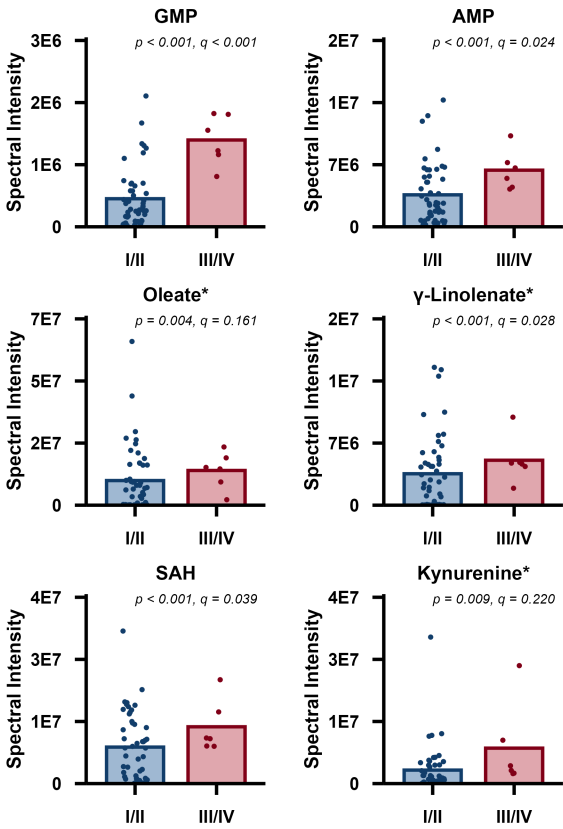 GMP
p < 0.001, q < 0.001
Spectral Intensity
3E6
2E6
1E6
0
I/II
III/IV
AMP
p < 0.001, q = 0.024
Spectral Intensity
2E7
1E7
7E6
0
I/II
III/IV
Oleate*
p = 0.004, q = 0.161
Spectral Intensity
7E7
5E7
2E7
0
I/II
III/IV
γ-Linolenate*
p < 0.001, q = 0.028
Spectral Intensity
2E7
1E7
7E6
0
I/II
III/IV
SAH
p < 0.001, q = 0.039
Spectral Intensity
4E7
3E7
1E7
0
I/II
III/IV
Kynurenine*
p = 0.009, q = 0.220
Spectral Intensity
4E7
3E7
1E7
0
I/II
III/IV